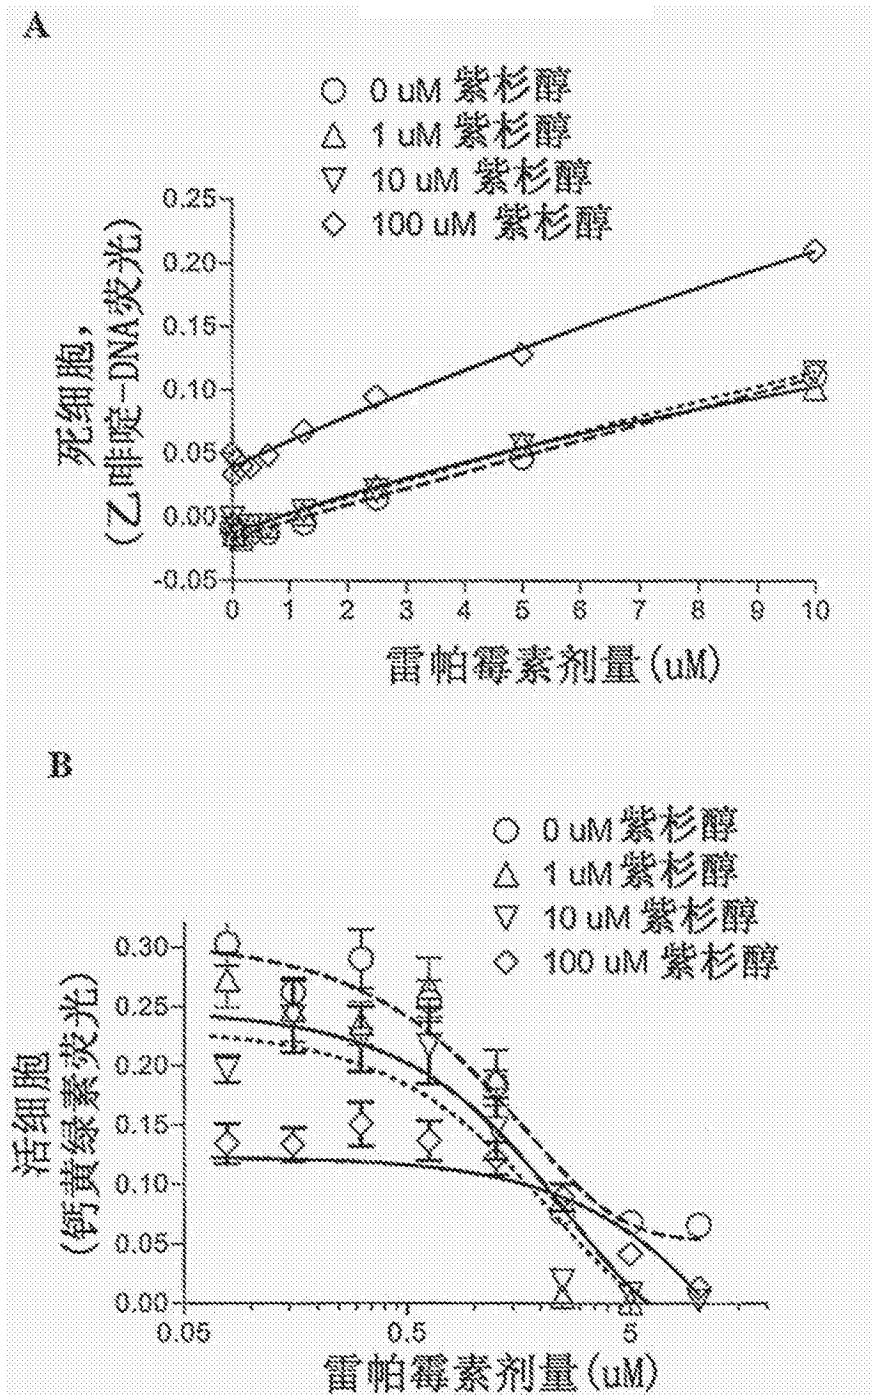 A
0 uM 紫杉醇
1 uM 紫杉醇
10 uM 紫杉醇
100 uM 紫杉醇
死细胞,
(乙啡啶-DNA荧光)
0.25
0.20
0.15
0.10
0.05
0.00
-0.05
0 1 2 3 4 5 6 7 8 9 10
雷帕霉素剂量(uM)
B
0 uM 紫杉醇
1 uM 紫杉醇
10 uM 紫杉醇
100 uM 紫杉醇
活细胞
(钙黄绿素荧光)
0.30
0.25
0.20
0.15
0.10
0.05
0.00
0.05 0.5 5
雷帕霉素剂量(uM)